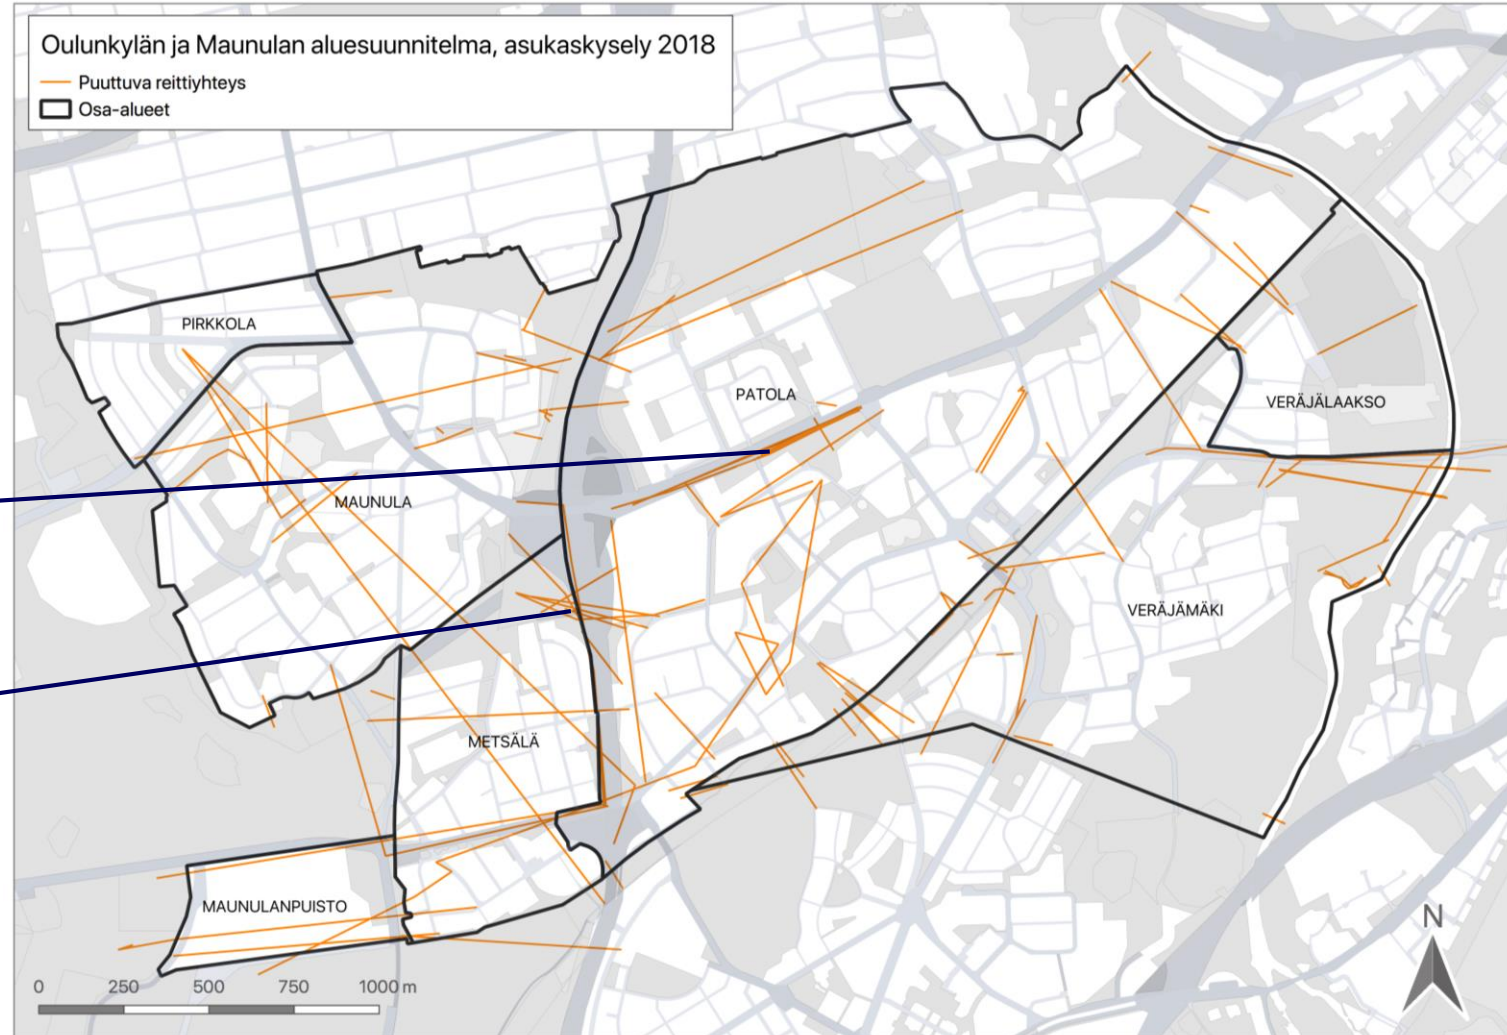 Oulunkylän ja Maunulan aluesuunnitelma, asukaskysely 2018
Puuttuva reittiyhteys
Osa-alueet
PIRKKOLA
PATOLA
VERÄJÄLAAKSO
MAUNULA
VERÄJÄMÄKI
METSÄLÄ
MAUNULANPUISTO
N
0 250 500 750 1000 m